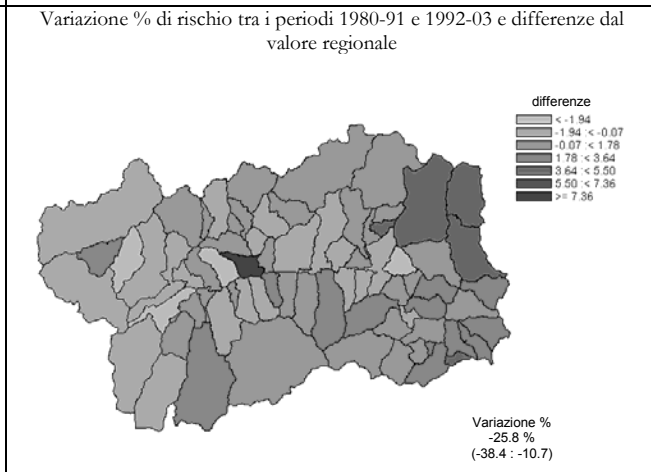 Variazione % di rischio tra i periodi 1980-91 e 1992-03 e differenze dal
valore regionale
differenze
< -1.94
-1.94 :< -0.07
-0.07 :< 1.78
1.78 :< 3.64
3.64 :< 5.50
5.50 :< 7.36
>= 7.36
Variazione %
-25.8 %
(-38.4 : -10.7)